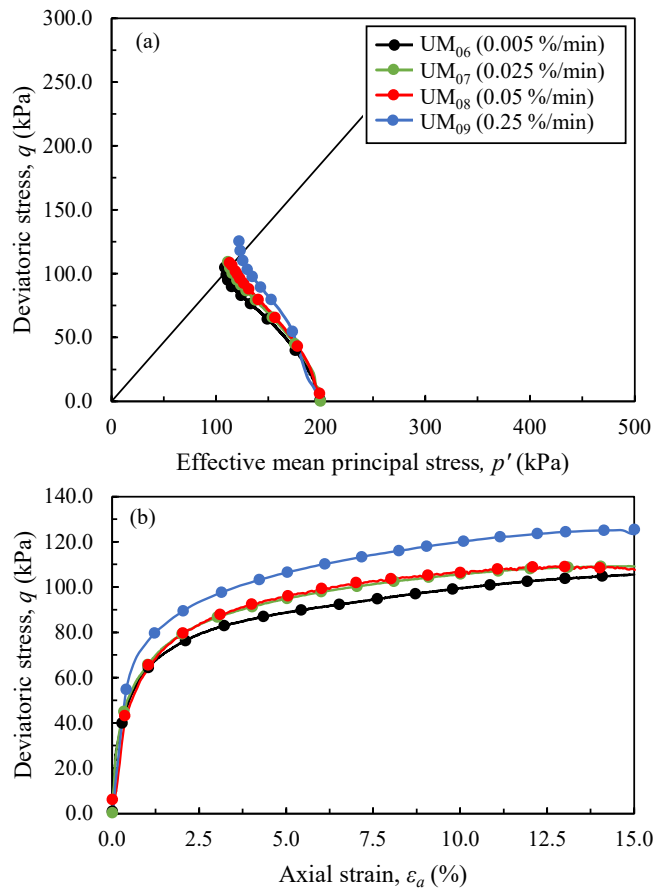 (a)
UM₀₆ (0.005 %/min)
UM₀₇ (0.025 %/min)
UM₀₈ (0.05 %/min)
UM₀₉ (0.25 %/min)
Deviatoric stress, q (kPa)
300.0
250.0
200.0
150.0
100.0
50.0
0.0
0 100 200 300 400 500
Effective mean principal stress, p' (kPa)
(b)
Deviatoric stress, q (kPa)
140.0
120.0
100.0
80.0
60.0
40.0
20.0
0.0
0.0 2.5 5.0 7.5 10.0 12.5 15.0
Axial strain, εₐ (%)